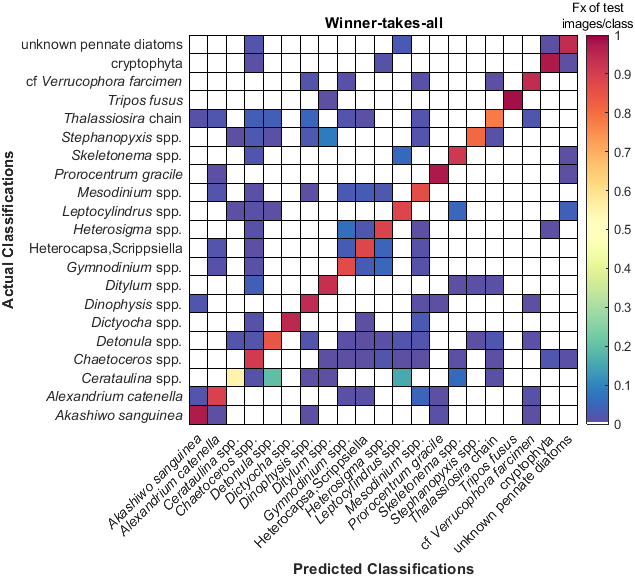 Winner-takes-all
Fx of test
images/class
Actual Classifications
unknown pennate diatoms
cryptophyta
cf Verrucophora farcimen
Tripos fusus
Thalassiosira chain
Stephanopyxis spp.
Skeletonema spp.
Prorocentrum gracile
Mesodinium spp.
Leptocylindrus spp.
Heterosigma spp.
Heterocapsa,Scrippsiella
Gymnodinium spp.
Ditylum spp.
Dinophysis spp.
Dictyocha spp.
Detonula spp.
Chaetoceros spp.
Cerataulina spp.
Alexandrium catenella
Akashiwo sanguinea
1
0.9
0.8
0.7
0.6
0.5
0.4
0.3
0.2
0.1
0
Akashiwo sanguinea
Alexandrium catenella
Cerataulina spp.
Chaetoceros spp.
Detonula spp.
Dictyocha spp.
Dinophysis spp.
Ditylum spp.
Gymnodinium spp.
Heterocapsa,Scrippsiella
Heterosigma spp.
Leptocylindrus spp.
Mesodinium spp.
Prorocentrum gracile
Skeletonema spp.
Stephanopyxis spp.
Thalassiosira chain
Tripos fusus
cf Verrucophora farcimen
cryptophyta
unknown pennate diatoms
Predicted Classifications